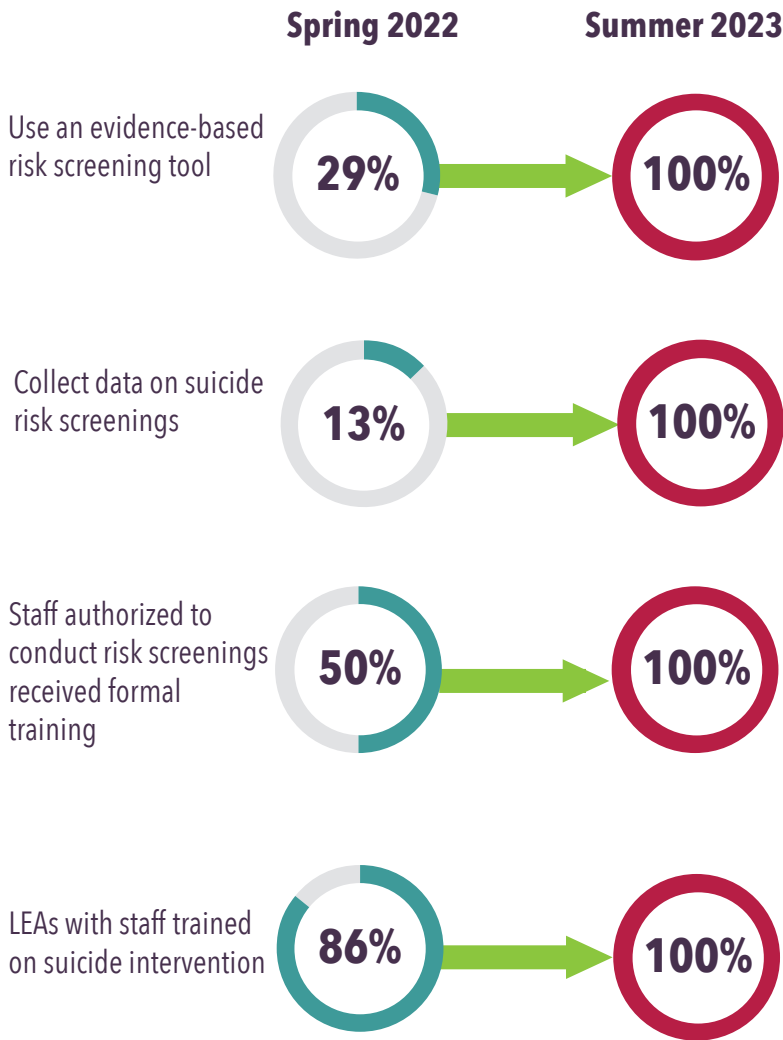 Spring 2022 Summer 2023
Use an evidence-based
risk screening tool
29% 100%
Collect data on suicide
risk screenings
13% 100%
Staff authorized to
conduct risk screenings
received formal
training
50% 100%
LEAs with staff trained
on suicide intervention
86% 100%